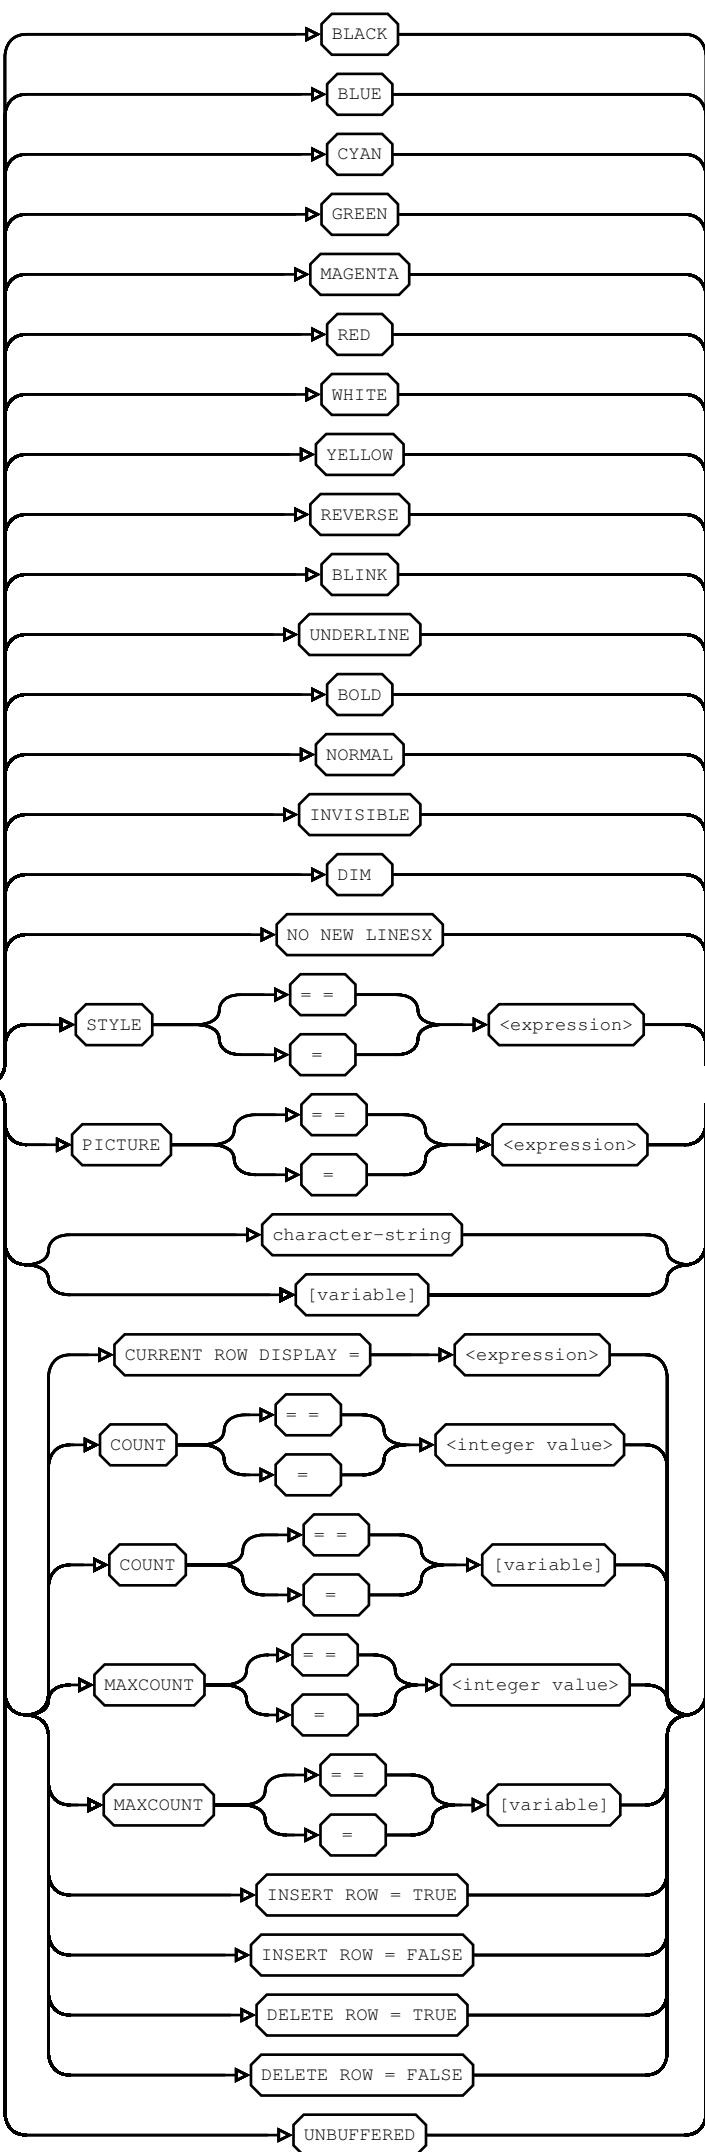 BLACK
BLUE
CYAN
GREEN
MAGENTA
RED
WHITE
YELLOW
REVERSE
BLINK
UNDERLINE
BOLD
NORMAL
INVISIBLE
DIM
NO NEW LINESX
= =
STYLE <expression>
=
= =
PICTURE <expression>
=
character-string
[variable]
CURRENT ROW DISPLAY = <expression>
= =
COUNT <integer value>
=
= =
COUNT [variable]
=
= =
MAXCOUNT <integer value>
=
= =
MAXCOUNT [variable]
=
INSERT ROW = TRUE
INSERT ROW = FALSE
DELETE ROW = TRUE
DELETE ROW = FALSE
UNBUFFERED